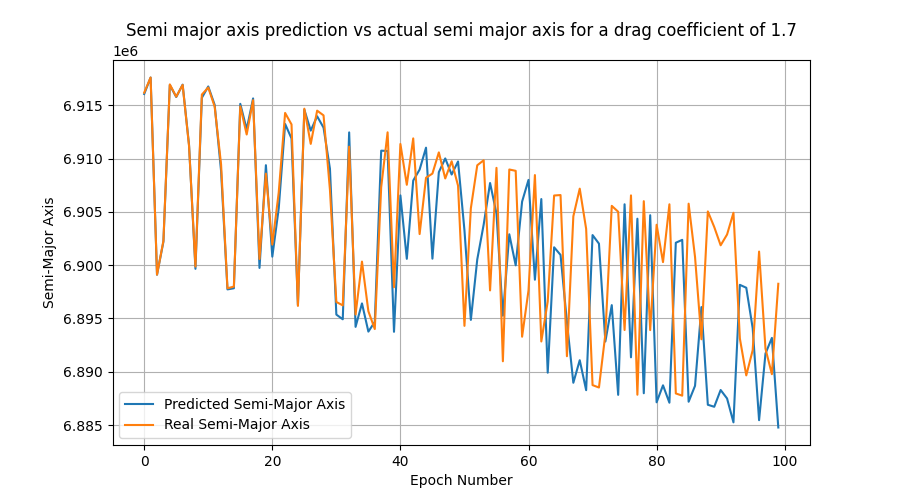 Semi major axis prediction vs actual semi major axis for a drag coefficient of 1.7
1e6
6.915
6.910
6.905
6.900
6.895
6.890
6.885
Semi-Major Axis
Predicted Semi-Major Axis
Real Semi-Major Axis
0 20 40 60 80 100
Epoch Number